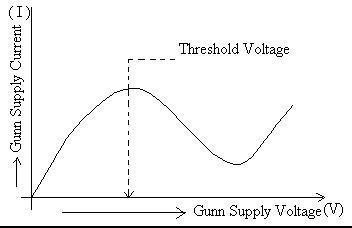 (I)
Threshold Voltage
Gunn Supply Current
Gunn Supply Voltage(V)